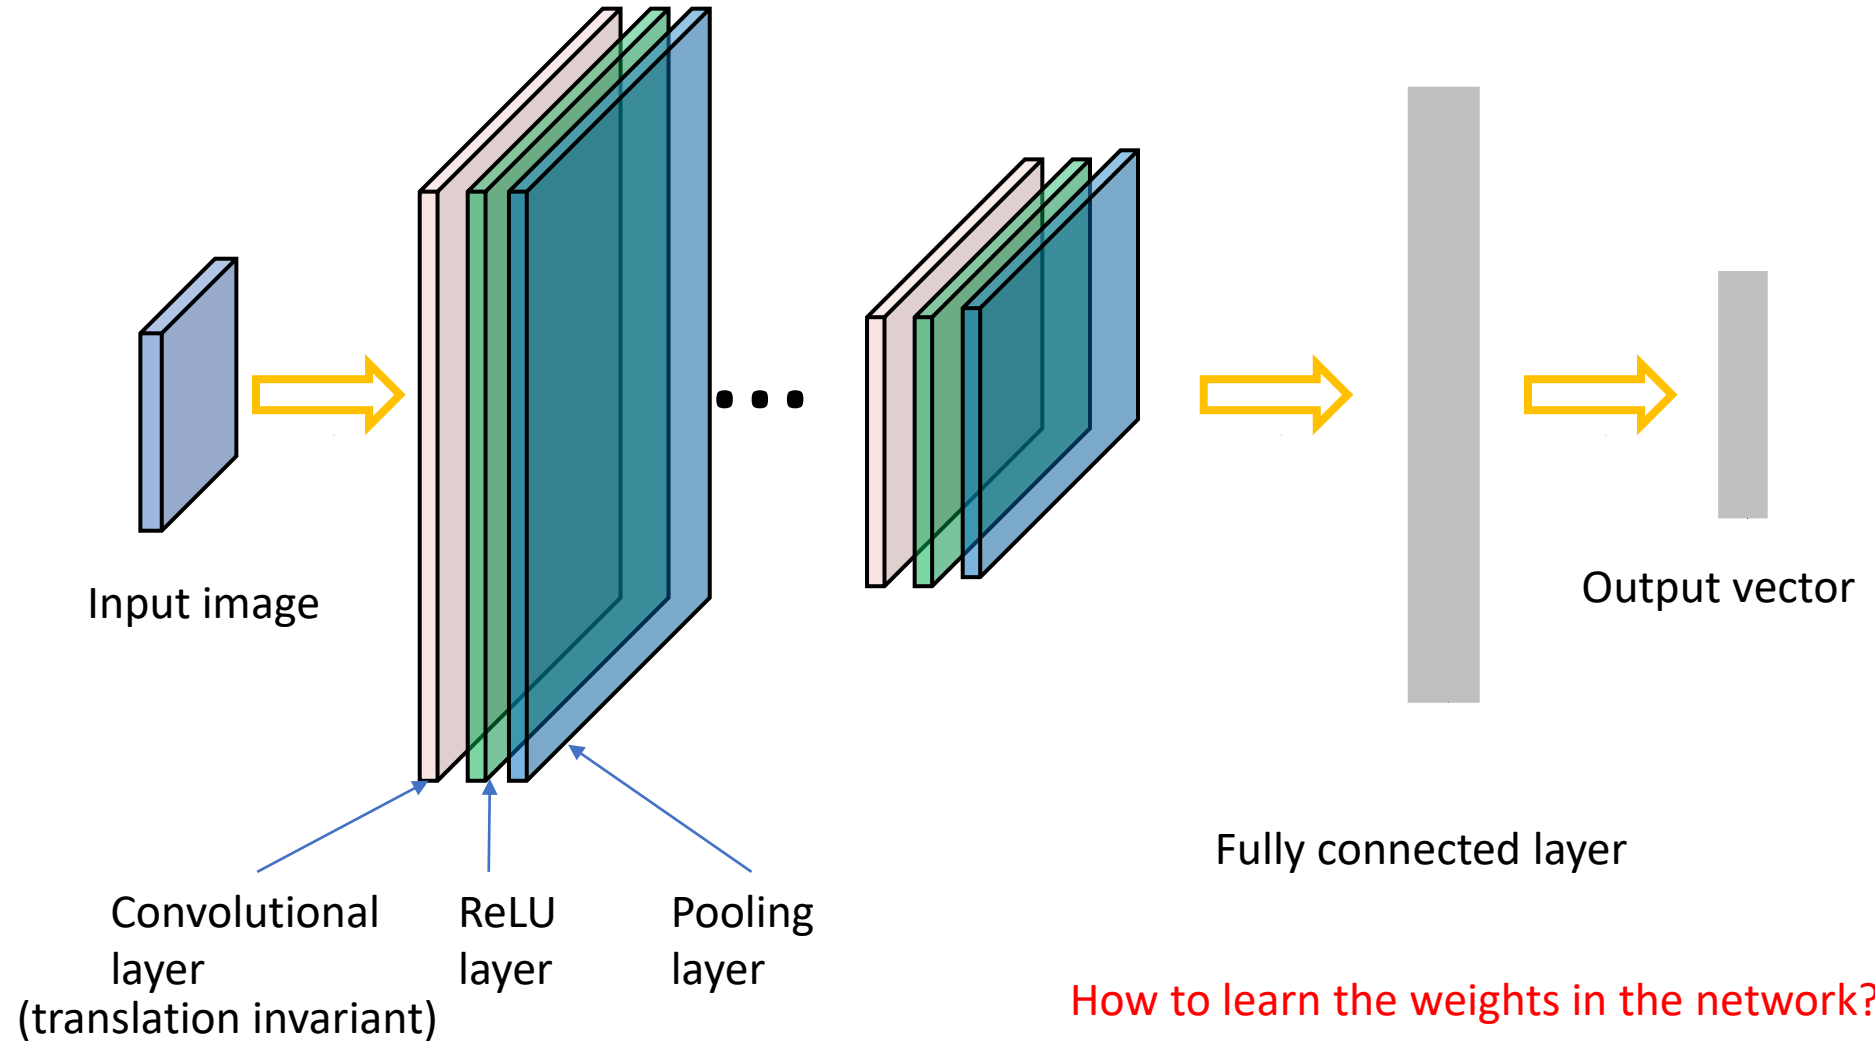 Input image
Output vector
Fully connected layer
Convolutional
layer
(translation invariant)
ReLU
layer
Pooling
layer
How to learn the weights in the network?